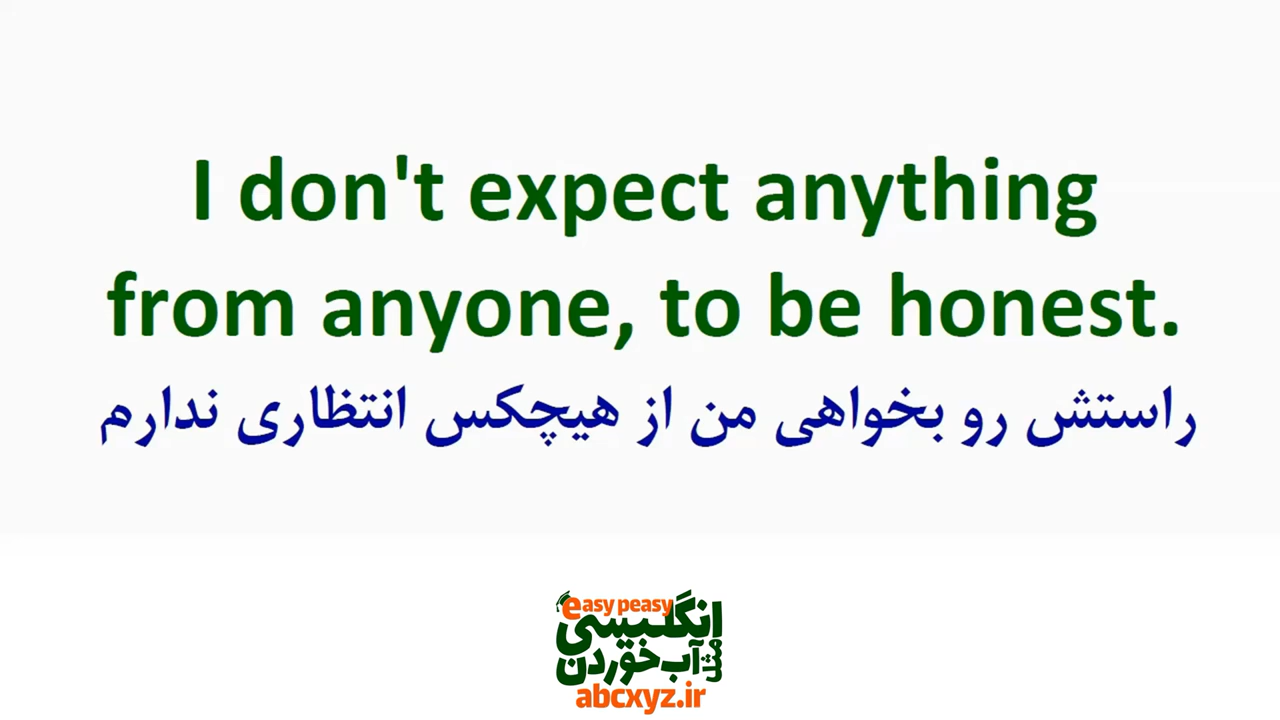 I don't expect anything
from anyone, to be honest.
راستش رو بخواهی من از هیچکس انتظاری ندارم
easy peasy
انگلیسی
مثل آب خوردن
abcxyz.ir